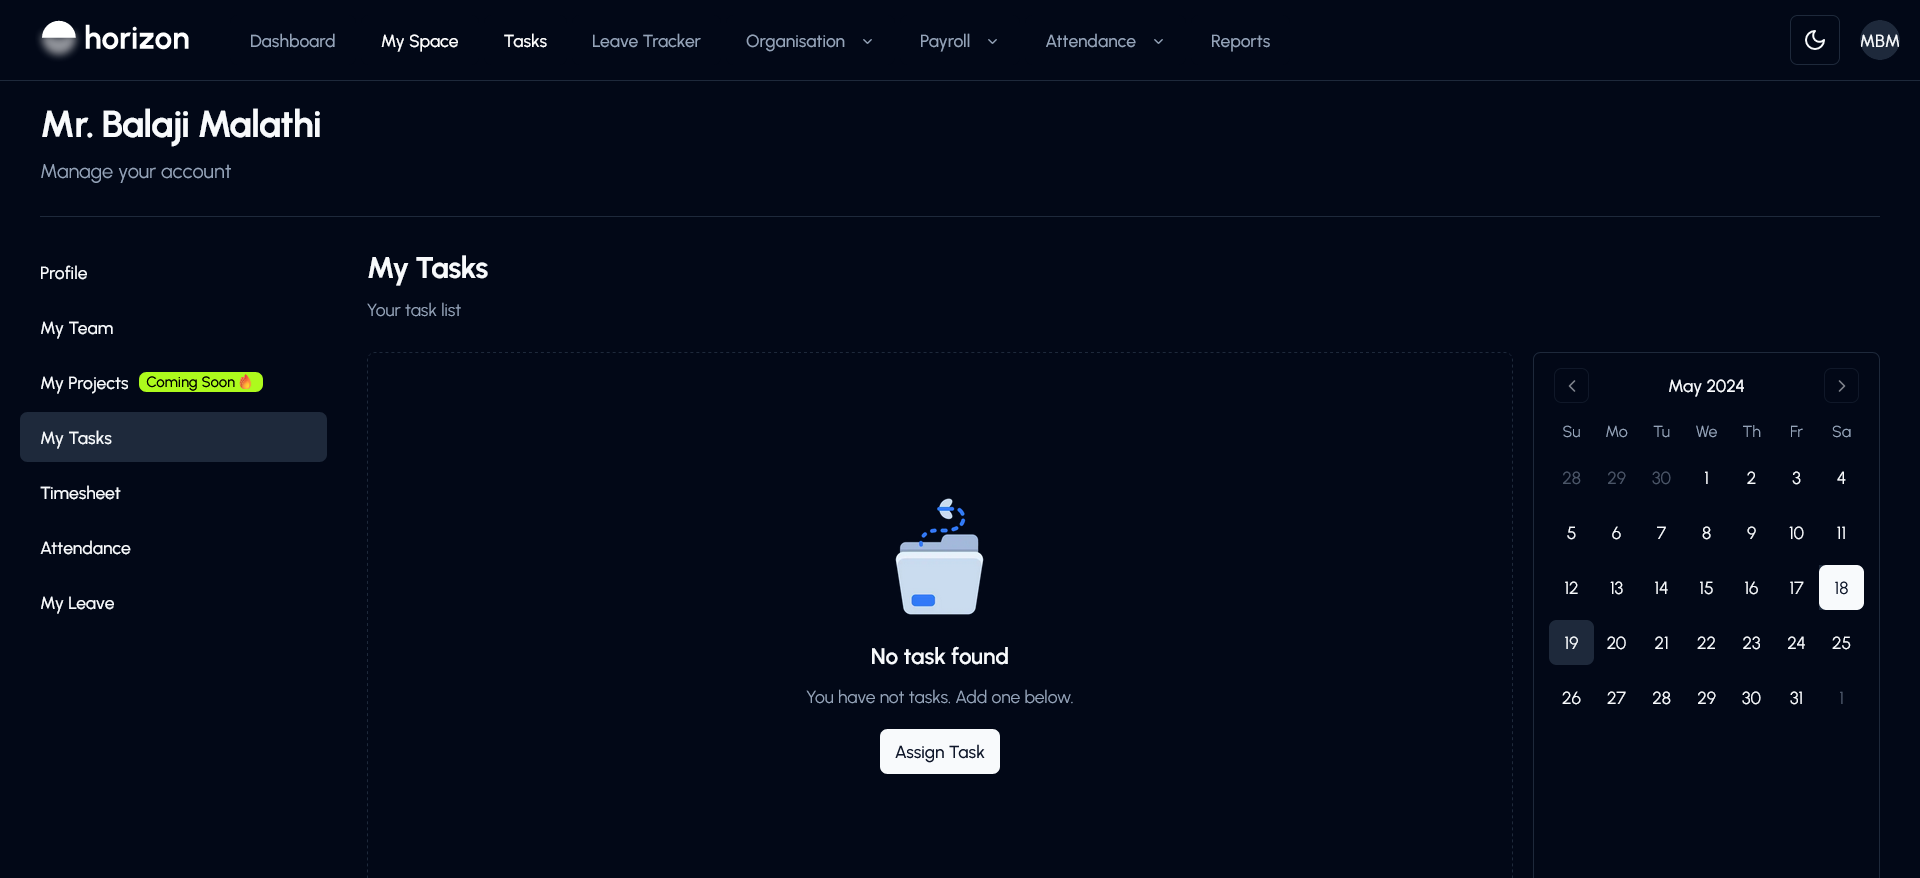 horizon
Dashboard My Space Tasks Leave Tracker Organisation Payroll Attendance Reports
MBM
Mr. Balaji Malathi
Manage your account
Profile
My Team
My Projects Coming Soon🔥
My Tasks
Timesheet
Attendance
My Leave
My Tasks
Your task list
No task found
You have not tasks. Add one below.
Assign Task
May 2024
Su Mo Tu We Th Fr Sa
28 29 30 1 2 3 4
5 6 7 8 9 10 11
12 13 14 15 16 17 18
19 20 21 22 23 24 25
26 27 28 29 30 31 1